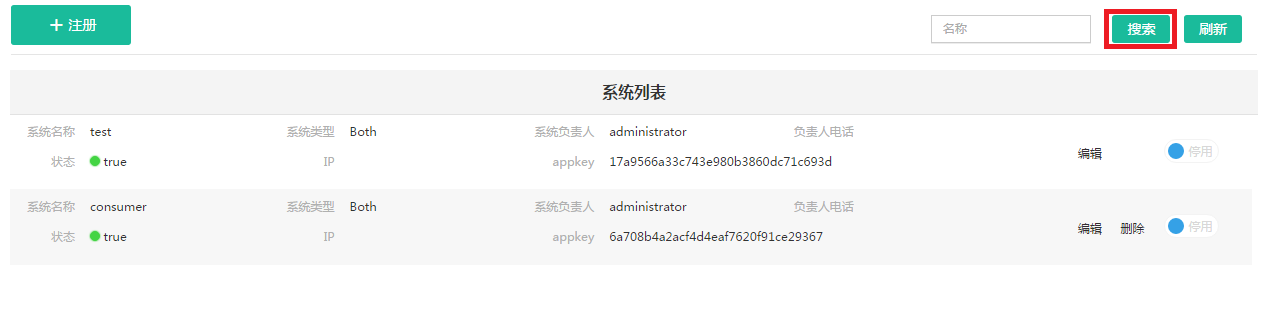 + 注册
名称 搜索 刷新
系统列表
系统名称 test 系统类型 Both 系统负责人 administrator 负责人电话
状态 true IP appkey 17a9566a33c743e980b3860dc71c693d
编辑 停用
系统名称 consumer 系统类型 Both 系统负责人 administrator 负责人电话
状态 true IP appkey 6a708b4a2acf4d4eaf7620f91ce29367
编辑 删除 停用